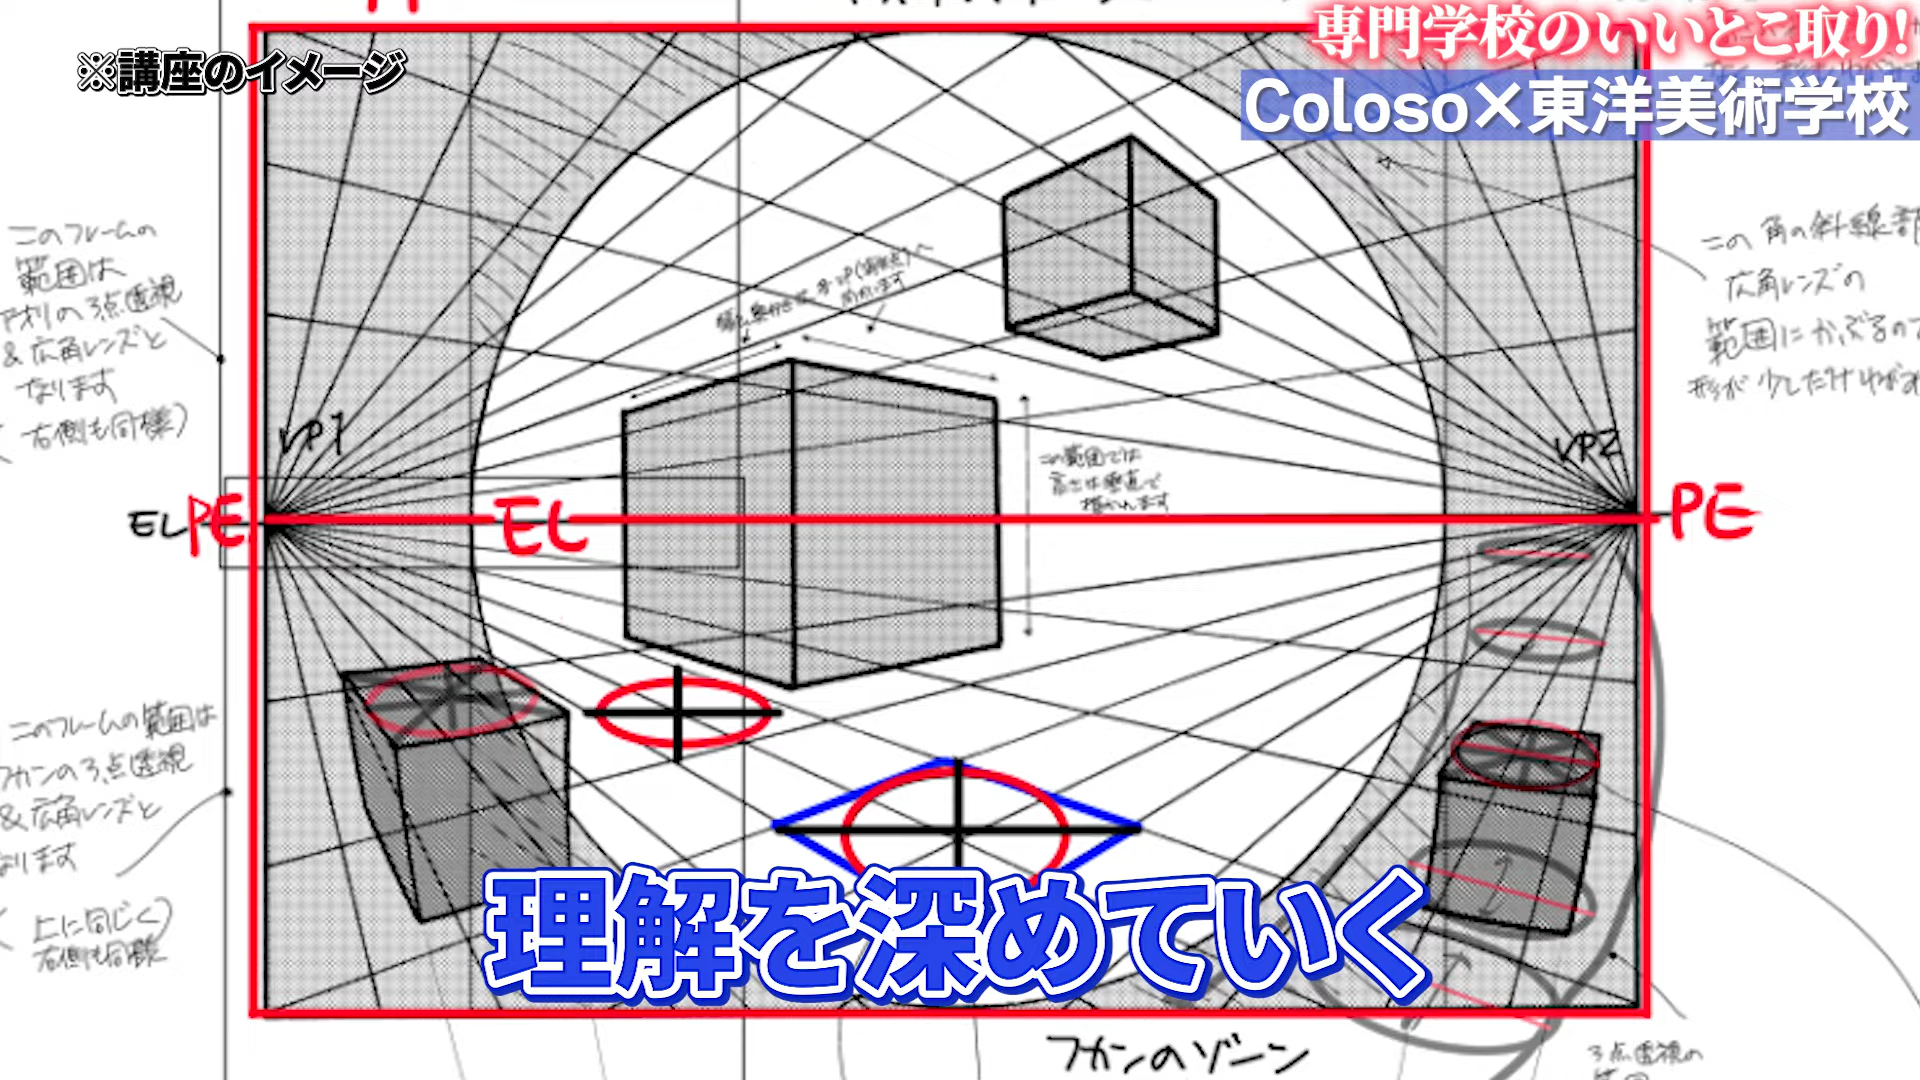 専門学校のいいとこ取り!
※講座のイメージ
Coloso×東洋美術学校
このフレームの
範囲は
アオリの3点透視
&広角レンズと
なります
右側も同様)
VP1
VP2
この範囲では
高さは垂直で
描かれます
この角の斜線部
広角レンズの
範囲にかぶるので
形が少しだけゆがみ
EL
PE
EL
PE
このフレームの範囲は
フカンの3点透視
&広角レンズと
なります
上に同じく)
右側も同様
理解を深めていく
フカンのゾーン
3点透視の